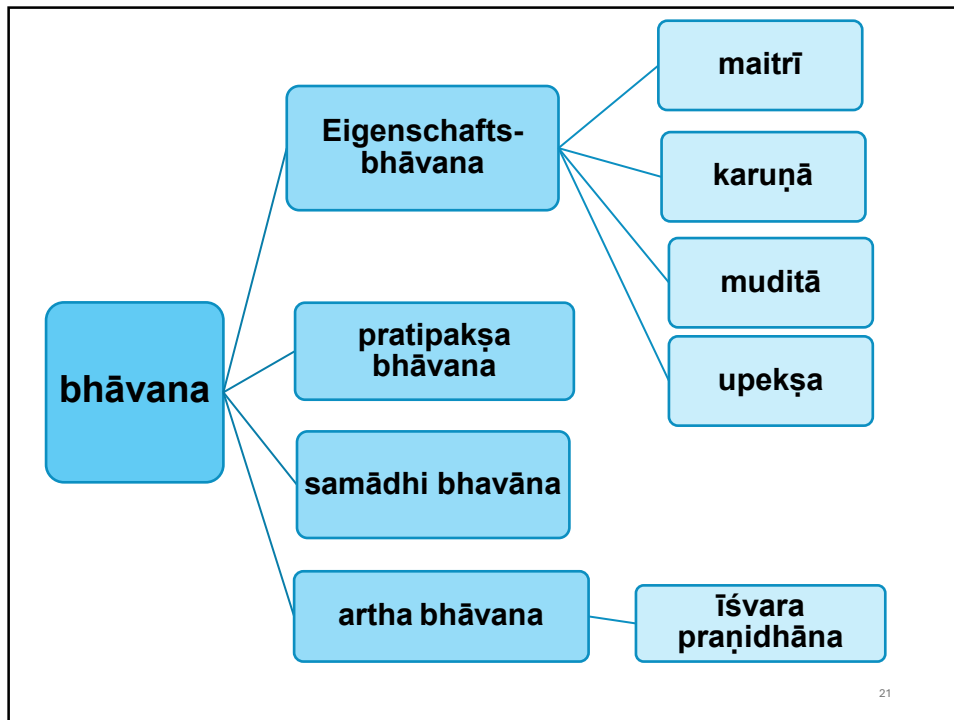 bhāvana
Eigenschafts-
bhāvana
maitrī
karuṇā
muditā
upekṣa
pratipakṣa
bhāvana
samādhi bhavāna
artha bhāvana
īśvara
praṇidhāna
21